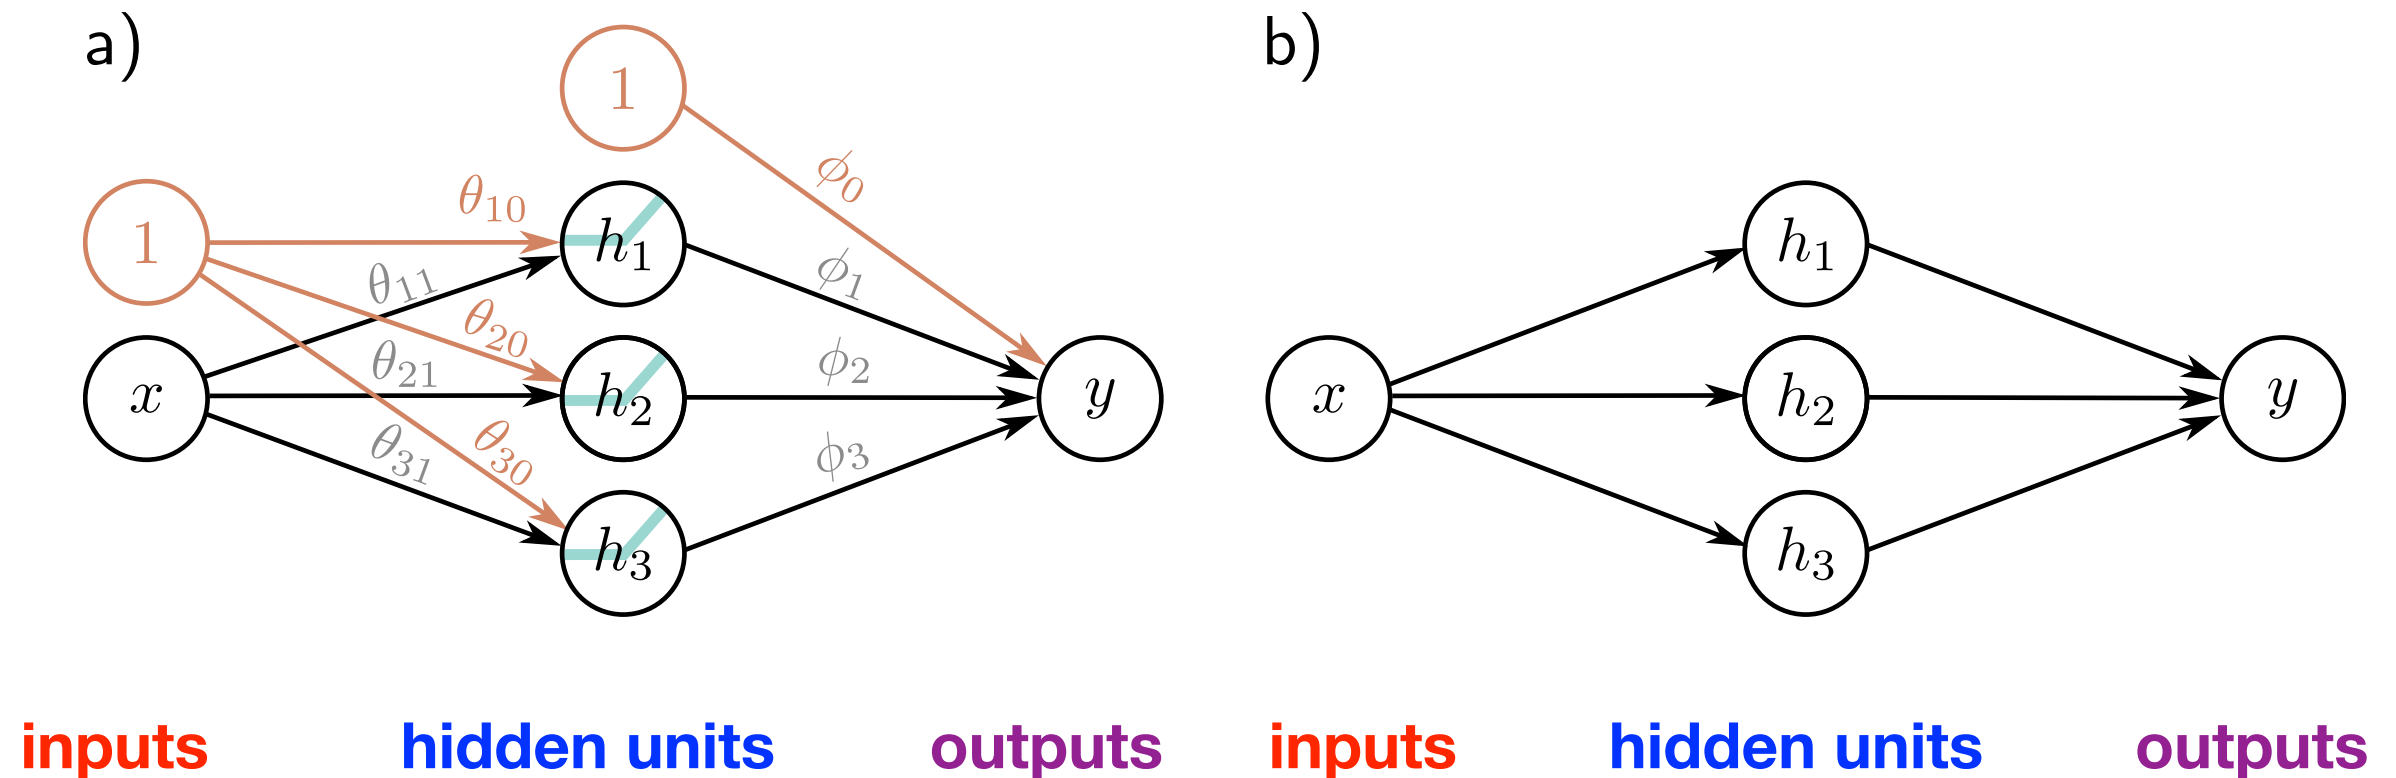 a)
1
ϕ₀
1
θ₁₀
h₁
θ₁₁
ϕ₁
θ₂₀
x
θ₂₁
h₂
ϕ₂
y
θ₃₁
θ₃₀
ϕ₃
h₃
inputs
hidden units
outputs
b)
h₁
x
h₂
y
h₃
inputs
hidden units
outputs